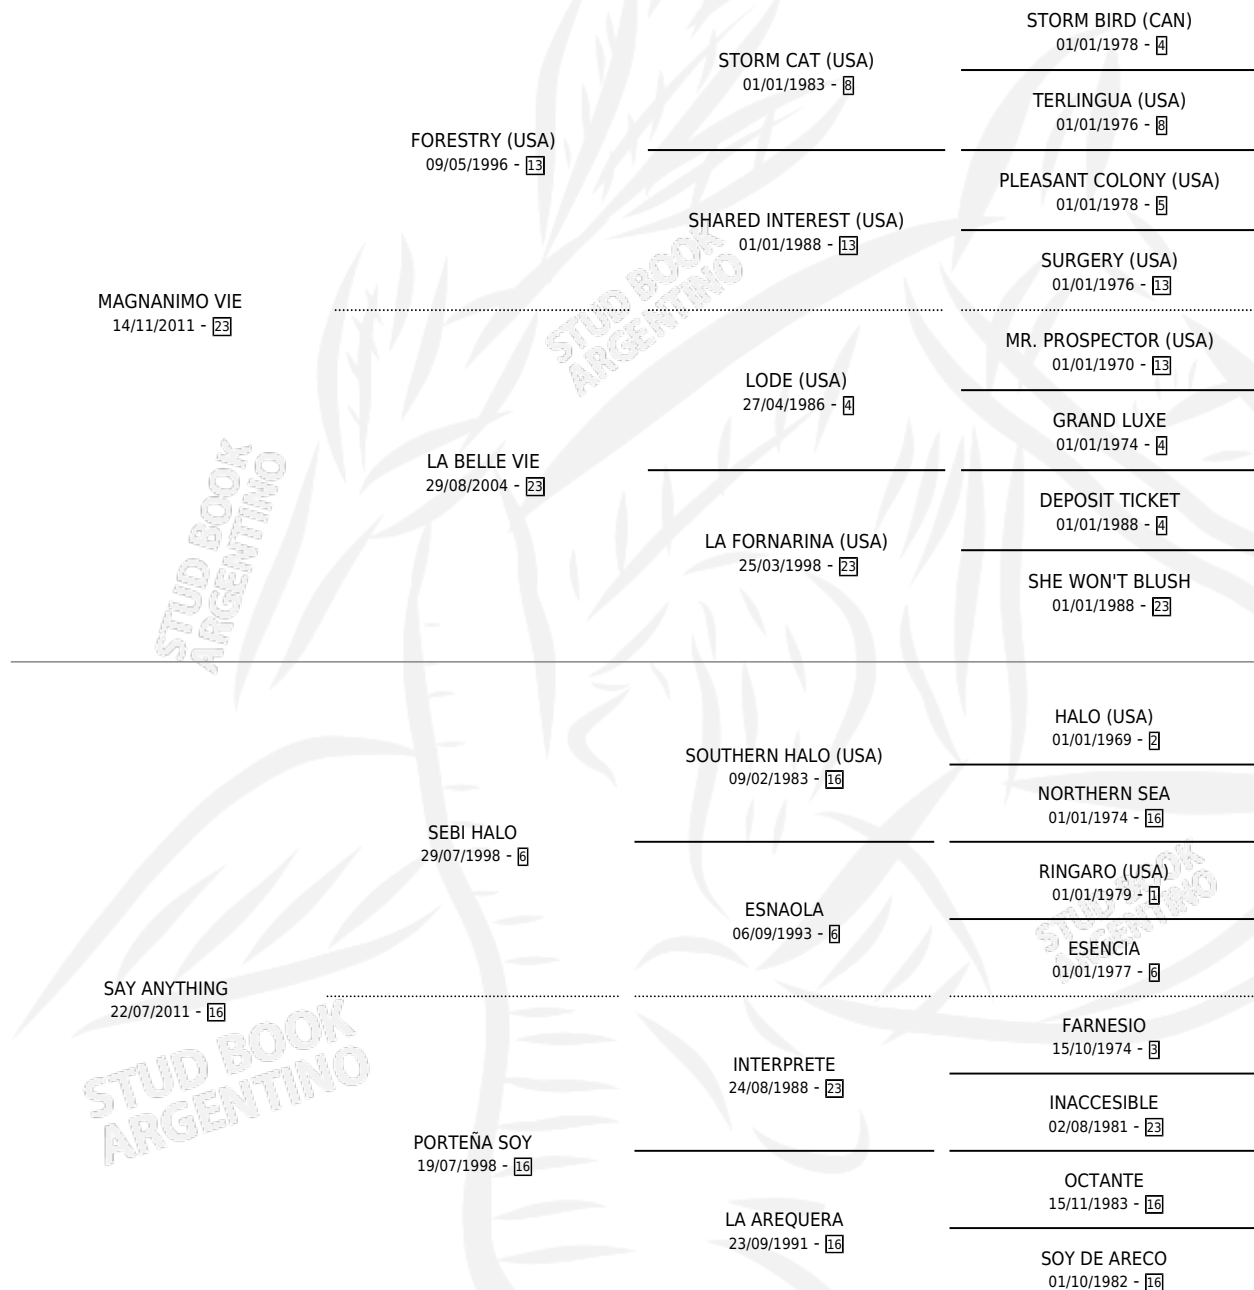 STORM BIRD (CAN)
01/01/1978 - 4
STORM CAT (USA)
01/01/1983 - 8
TERLINGUA (USA)
01/01/1976 - 8
FORESTRY (USA)
09/05/1996 - 13
PLEASANT COLONY (USA)
01/01/1978 - 5
SHARED INTEREST (USA)
01/01/1988 - 13
SURGERY (USA)
01/01/1976 - 13
MAGNANIMO VIE
14/11/2011 - 23
MR. PROSPECTOR (USA)
01/01/1970 - 13
LODE (USA)
27/04/1986 - 4
GRAND LUXE
01/01/1974 - 4
LA BELLE VIE
29/08/2004 - 23
DEPOSIT TICKET
01/01/1988 - 4
LA FORNARINA (USA)
25/03/1998 - 23
SHE WON'T BLUSH
01/01/1988 - 23
HALO (USA)
01/01/1969 - 2
SOUTHERN HALO (USA)
09/02/1983 - 16
NORTHERN SEA
01/01/1974 - 16
SEBI HALO
29/07/1998 - 6
RINGARO (USA)
01/01/1979 - 1
ESNAOLA
06/09/1993 - 6
ESENCIA
01/01/1977 - 6
SAY ANYTHING
22/07/2011 - 16
FARNESIO
15/10/1974 - 3
INTERPRETE
24/08/1988 - 23
INACCESIBLE
02/08/1981 - 23
PORTEÑA SOY
19/07/1998 - 16
OCTANTE
15/11/1983 - 16
LA AREQUERA
23/09/1991 - 16
SOY DE ARECO
01/10/1982 - 16
STUD BOOK
ARGENTINO
STUD BOOK
ARGENTINO
STUD BOOK
ARGENTINO
STUD BOOK
ARGENTINO